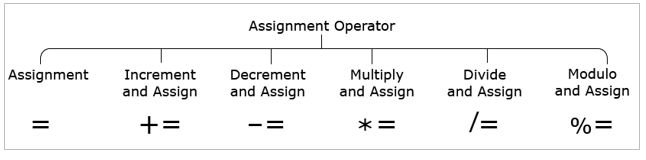 Assignment Operator
Assignment
Increment
and Assign
Decrement
and Assign
Multiply
and Assign
Divide
and Assign
Modulo
and Assign
=
+=
-=
*=
/=
%=